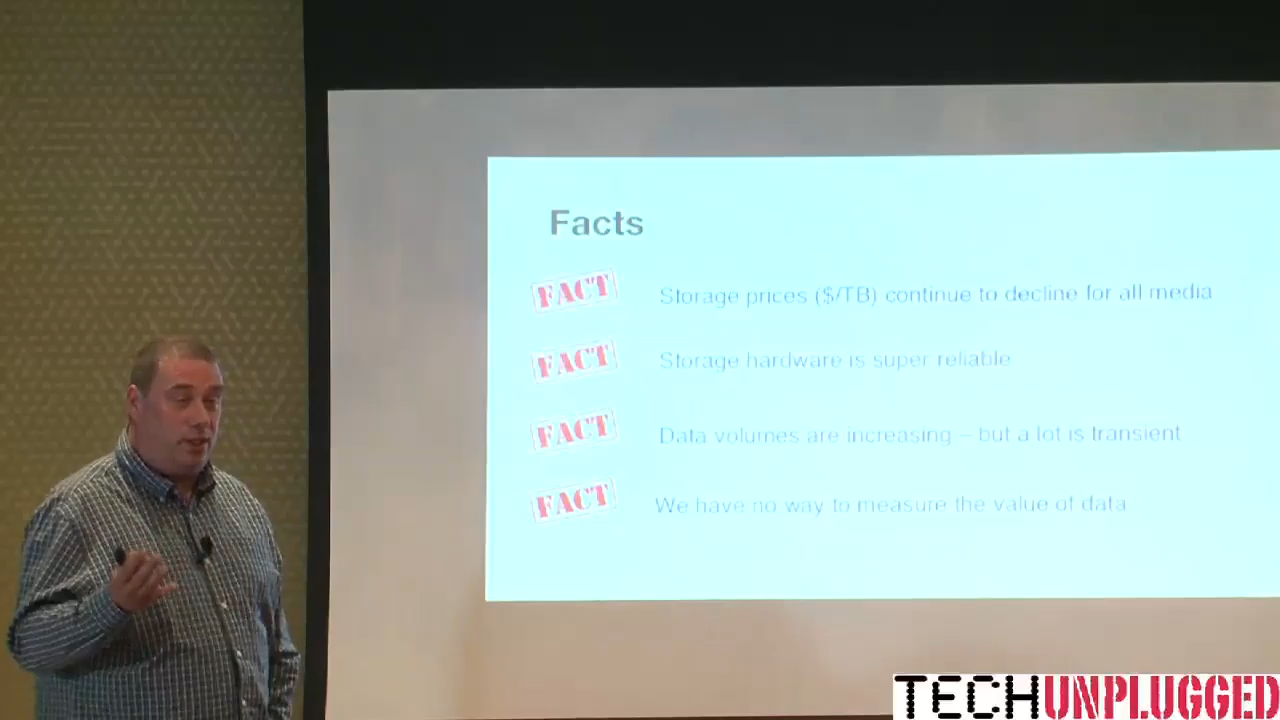 Facts
FACT Storage prices ($/TB) continue to decline for all media
FACT Storage hardware is super reliable
FACT Data volumes are increasing – but a lot is transient
FACT We have no way to measure the value of data
TECHUNPLUGGED